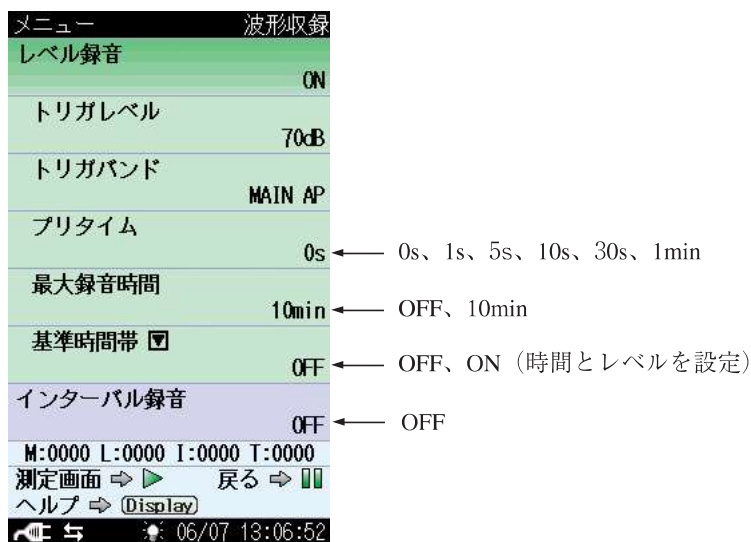 メニュー 波形収録
レベル録音
ON
トリガレベル
70dB
トリガバンド
MAIN AP
プリタイム
0s ← 0s、1s、5s、10s、30s、1min
最大録音時間
10min ← OFF、10min
基準時間帯 ▼
OFF ← OFF、ON（時間とレベルを設定）
インターバル録音
OFF ← OFF
M:0000 L:0000 I:0000 T:0000
測定画面 ⇨ ▷ 戻る ⇨ ▯▯
ヘルプ ⇨ Display
06/07 13:06:52